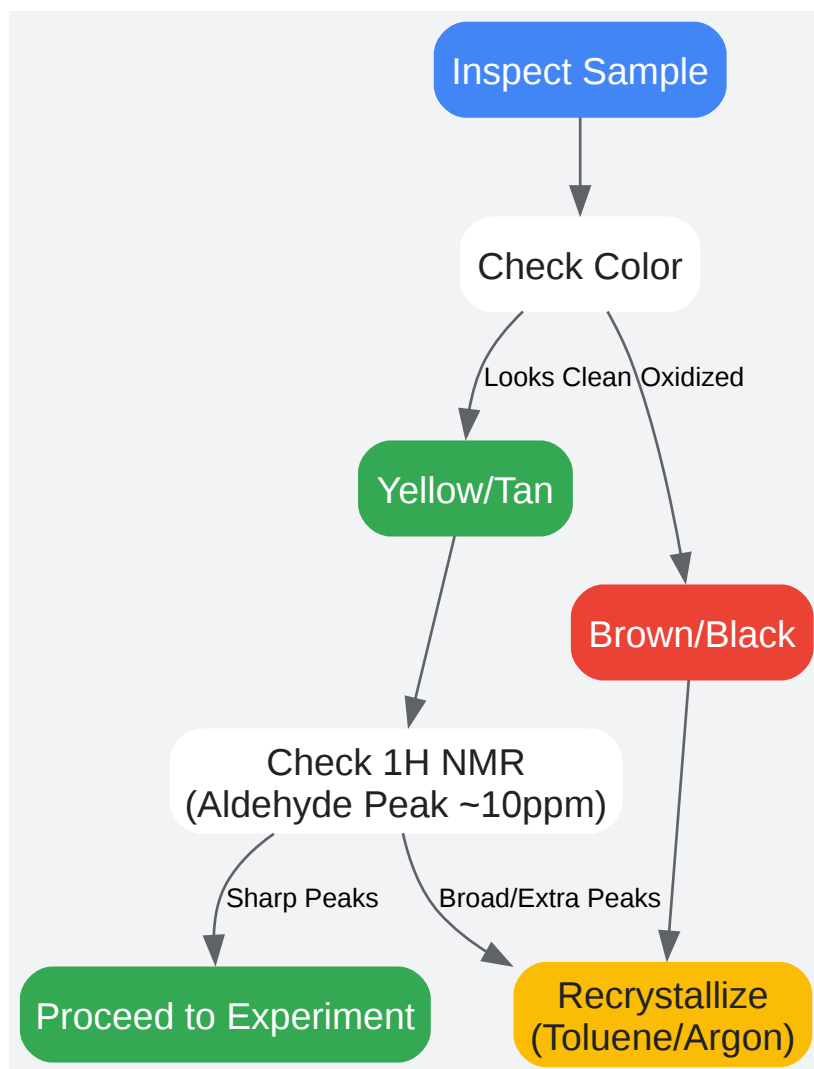 Inspect Sample
Check Color
Looks Clean
Oxidized
Yellow/Tan
Brown/Black
Check 1H NMR
(Aldehyde Peak ~10ppm)
Sharp Peaks
Broad/Extra Peaks
Proceed to Experiment
Recrystallize
(Toluene/Argon)